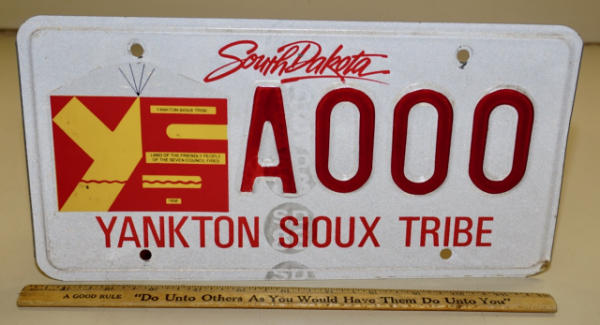 South Dakota
YANKTON SIOUX TRIBE
LAND OF THE FRIENDLY PEOPLE
OF THE SEVEN COUNCIL FIRES
A000
YANKTON SIOUX TRIBE
A GOOD RULE "Do Unto Others As You Would Have Them Do Unto You"